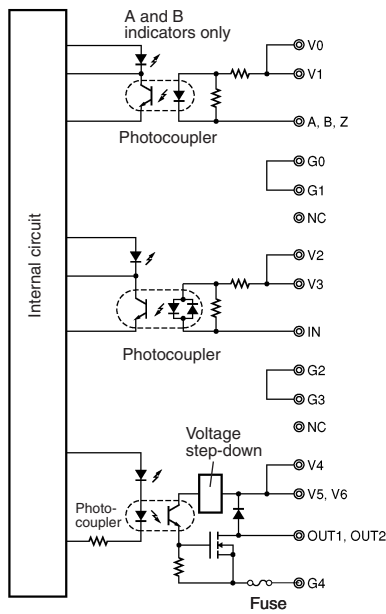 A and B
indicators only
V0
V1
A, B, Z
Photocoupler
G0
G1
NC
Internal circuit
V2
V3
IN
Photocoupler
G2
G3
NC
Voltage
step-down
V4
Photo-
coupler
V5, V6
OUT1, OUT2
G4
Fuse